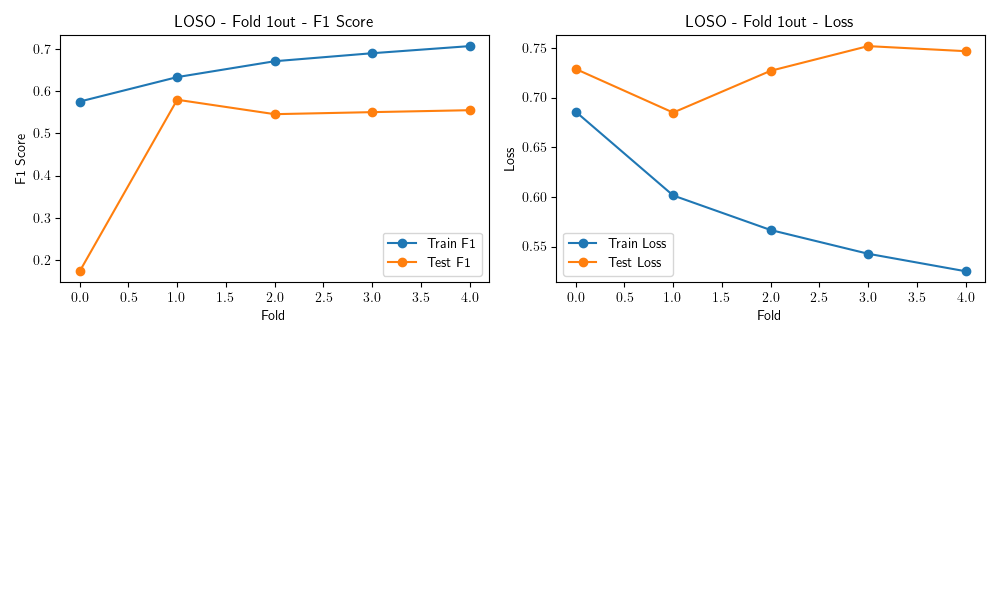 LOSO - Fold 1out - F1 Score
0.7
0.6
0.5
0.4
0.3
0.2
F1 Score
Train F1
Test F1
0.0 0.5 1.0 1.5 2.0 2.5 3.0 3.5 4.0
Fold
LOSO - Fold 1out - Loss
0.75
0.70
0.65
0.60
0.55
Loss
Train Loss
Test Loss
0.0 0.5 1.0 1.5 2.0 2.5 3.0 3.5 4.0
Fold